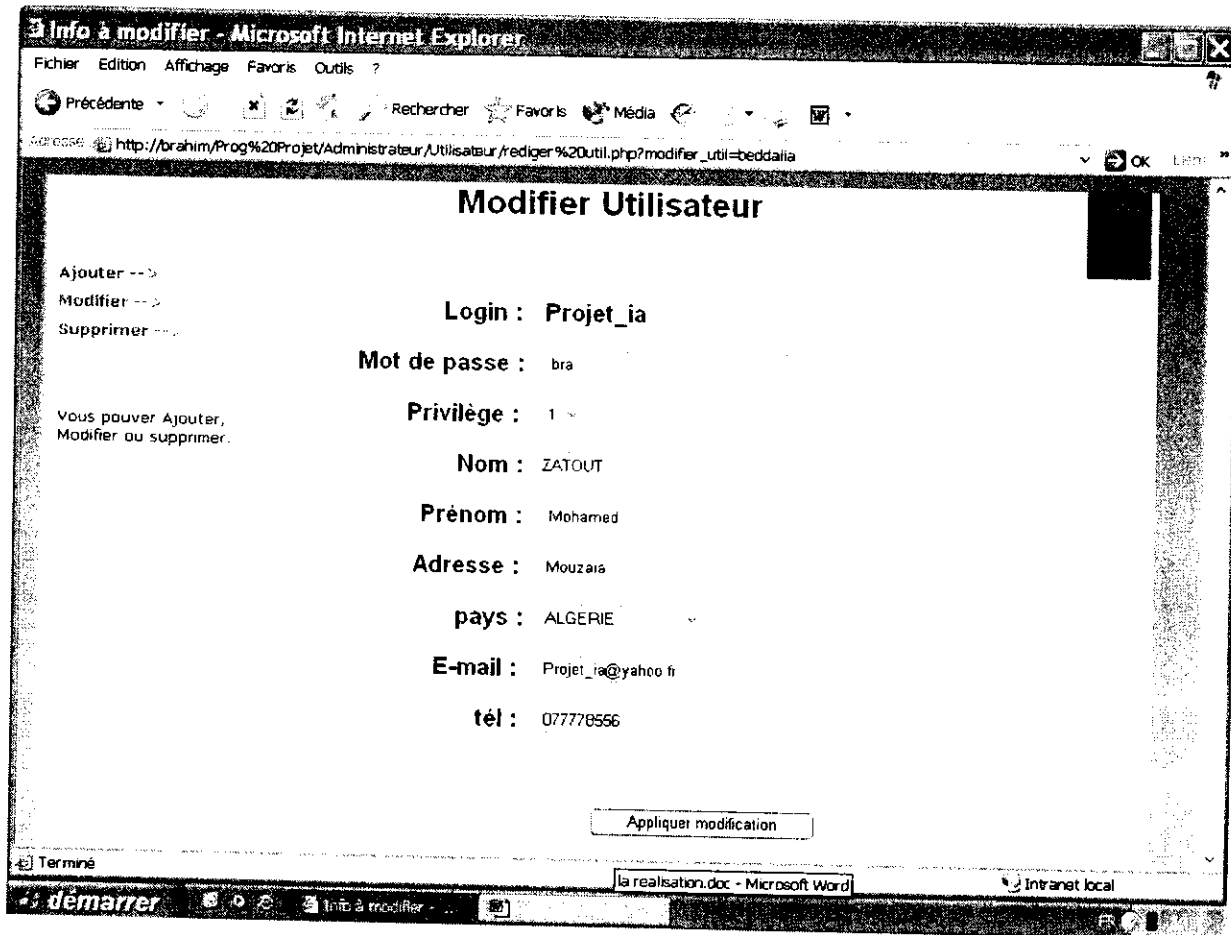 Info à modifier - Microsoft Internet Explorer
Fichier Edition Affichage Favoris Outils ?
Précédente Rechercher Favoris Média
Adresse http://brahim/Prog%20Projet/Administrateur/Utilisateur/rediger%20util.php?modifier_util=beddalia OK Liens »
Modifier Utilisateur
Ajouter -->
Modifier -->
Supprimer -->
Vous pouver Ajouter,
Modifier ou supprimer.
Login : Projet_ia
Mot de passe : bra
Privilège : 1
Nom : ZATOUT
Prénom : Mohamed
Adresse : Mouzaia
pays : ALGERIE
E-mail : Projet_ia@yahoo.fr
tél : 077778556
Appliquer modification
Terminé
Intranet local
la realisation.doc - Microsoft Word
démarrer Info à modifier - ...